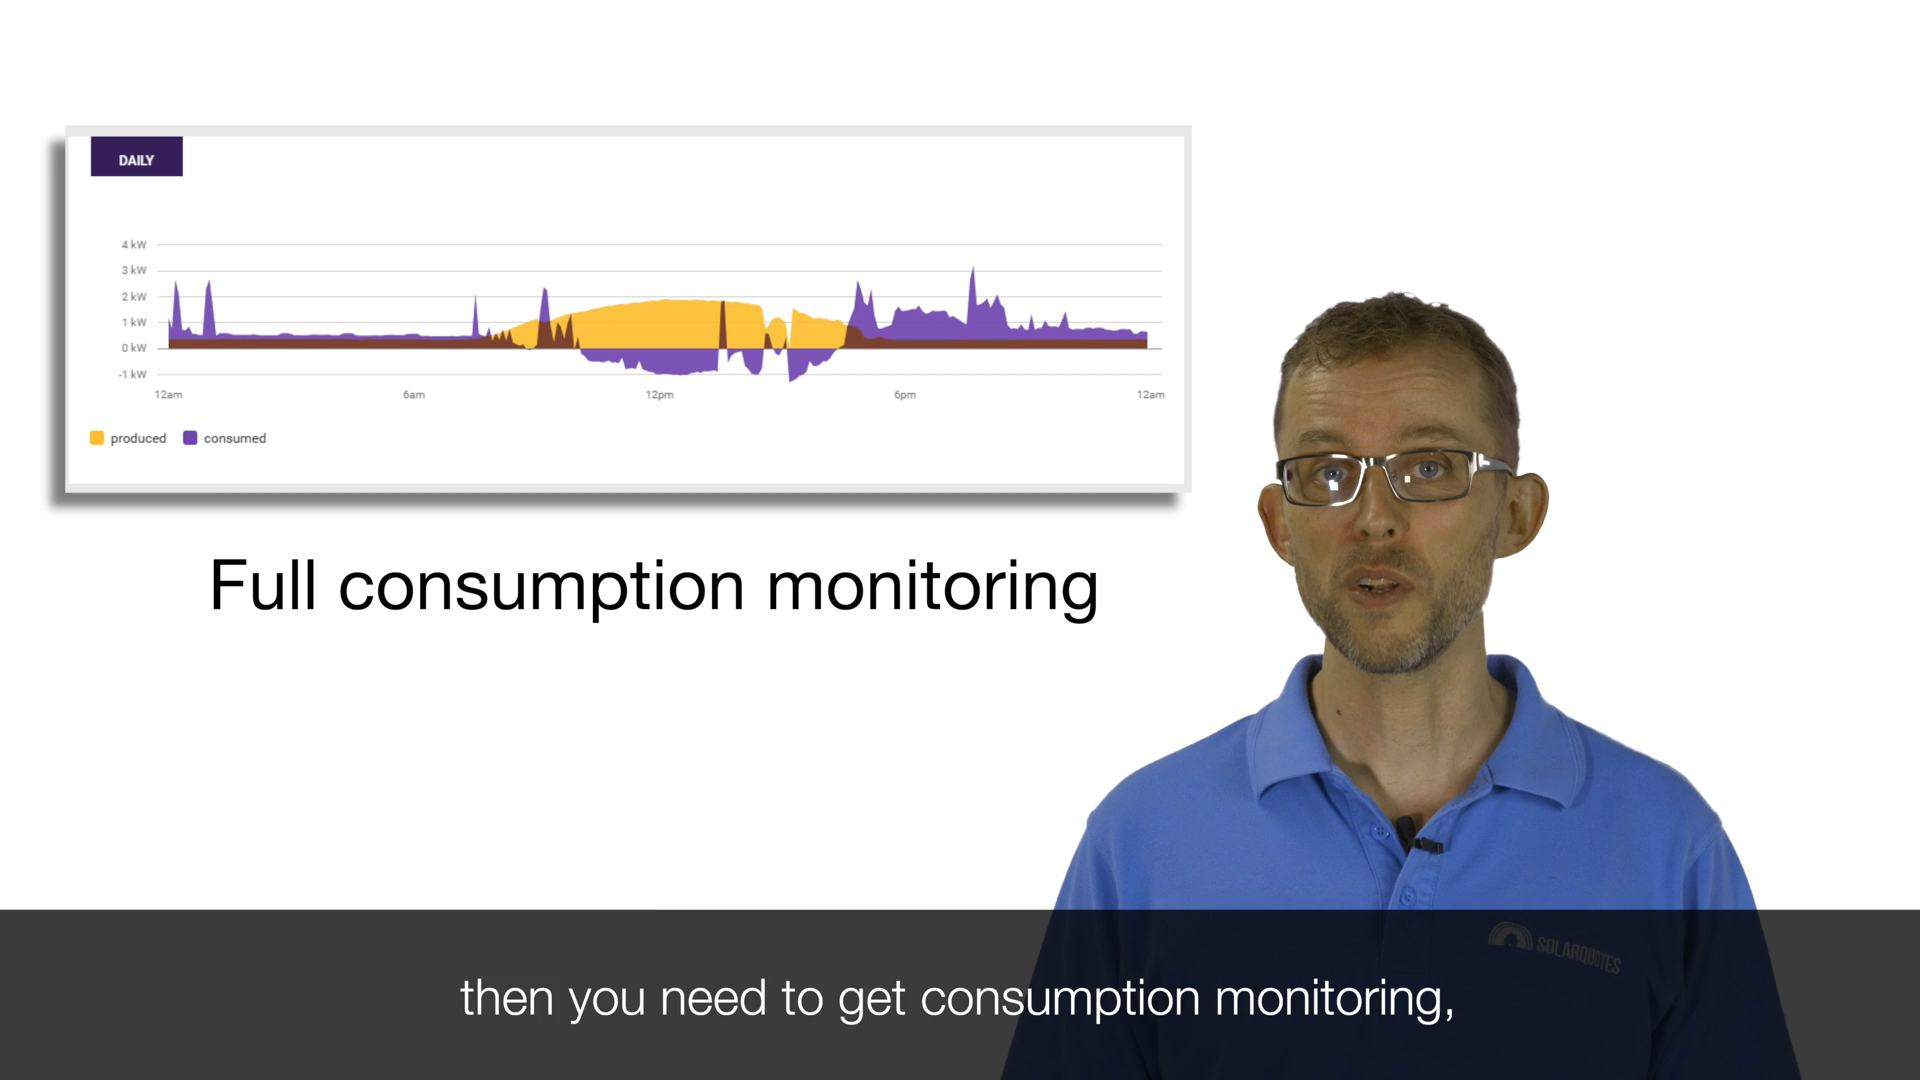 DAILY
4 kW
3 kW
2 kW
1 kW
0 kW
-1 kW
12am 6am 12pm 6pm 12am
produced consumed
Full consumption monitoring
SOLARQUOTES
then you need to get consumption monitoring,